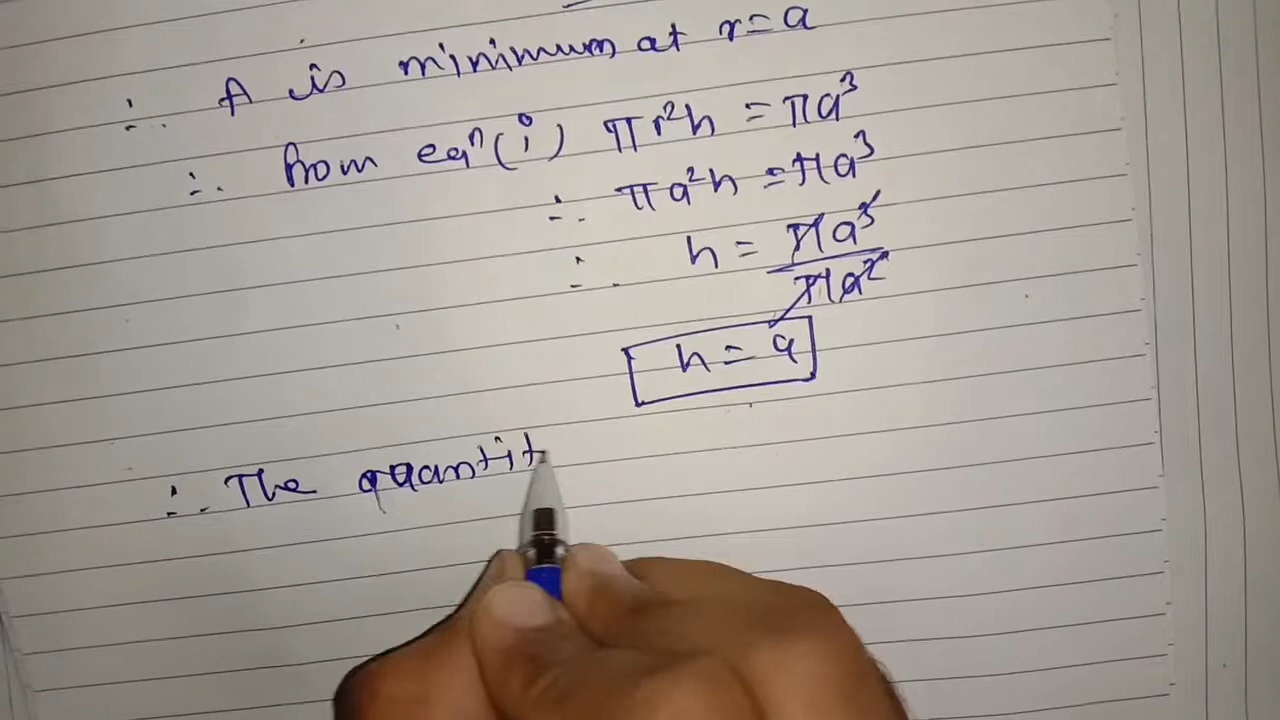 ∴ A is minimum at r = a
∴ from eqⁿ (i) πr²h = πa³
∴ πa²h = πa³
∴ h = πa³/πa²
h = a
∴ The quantit